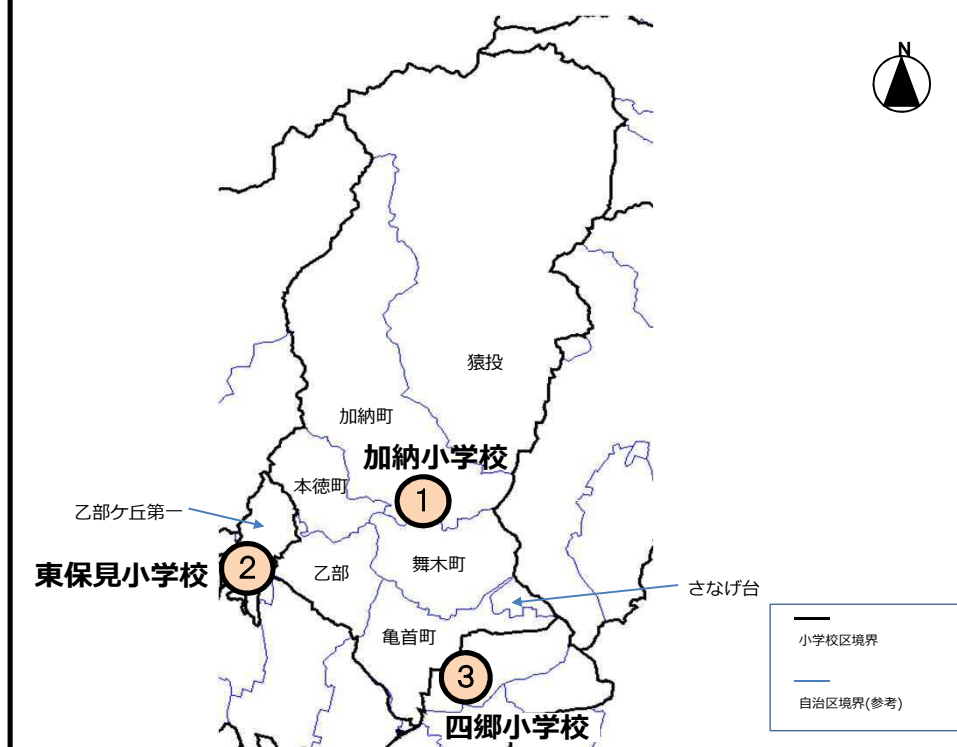 N
猿投
加納町
加納小学校
本徳町
1
乙部ケ丘第一
東保見小学校
2
乙部
舞木町
さなげ台
亀首町
3
四郷小学校
小学校区境界
自治区境界(参考)